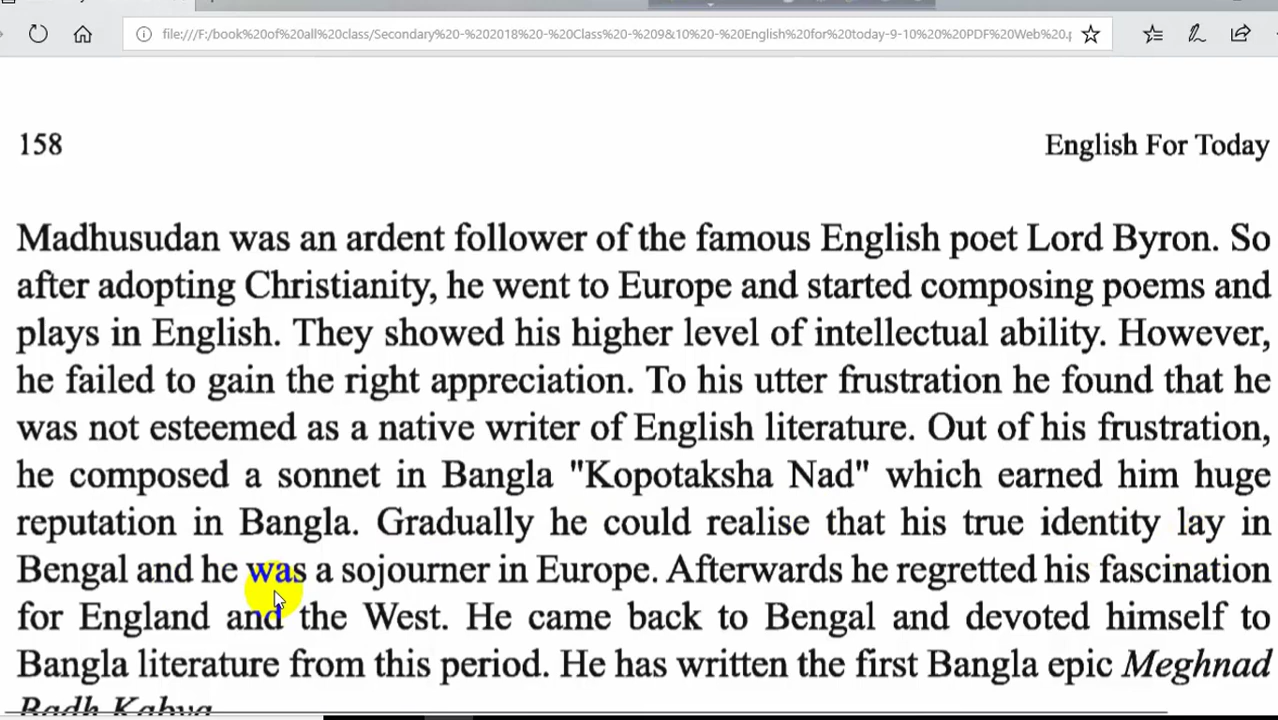 file:///F:/book%20of%20all%20class/Secondary%20-%202018%20-%20Class%20-%209&10%20-%20English%20for%20today-9-10%20%20PDF%20Web%20.p
158 English For Today
Madhusudan was an ardent follower of the famous English poet Lord Byron. So
after adopting Christianity, he went to Europe and started composing poems and
plays in English. They showed his higher level of intellectual ability. However,
he failed to gain the right appreciation. To his utter frustration he found that he
was not esteemed as a native writer of English literature. Out of his frustration,
he composed a sonnet in Bangla "Kopotaksha Nad" which earned him huge
reputation in Bangla. Gradually he could realise that his true identity lay in
Bengal and he was a sojourner in Europe. Afterwards he regretted his fascination
for England and the West. He came back to Bengal and devoted himself to
Bangla literature from this period. He has written the first Bangla epic Meghnad
Badh Kabya